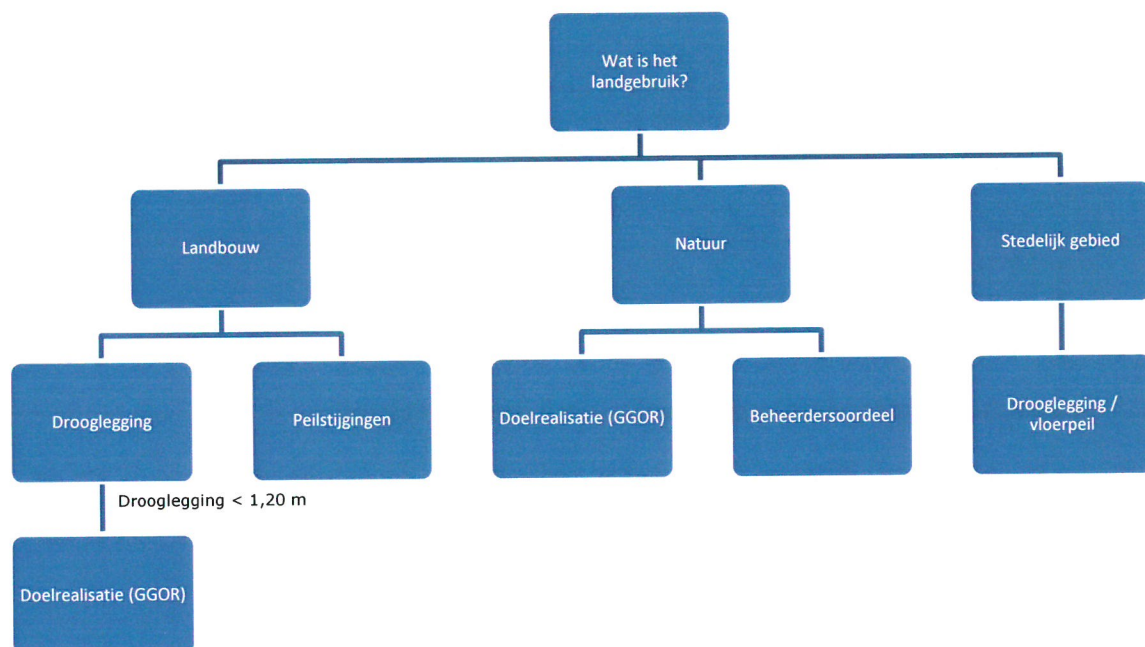 Wat is het
landgebruik?
Landbouw
Natuur
Stedelijk gebied
Drooglegging
Peilstijgingen
Doelrealisatie (GGOR)
Beheerdersoordeel
Drooglegging /
vloerpeil
Drooglegging < 1,20 m
Doelrealisatie (GGOR)